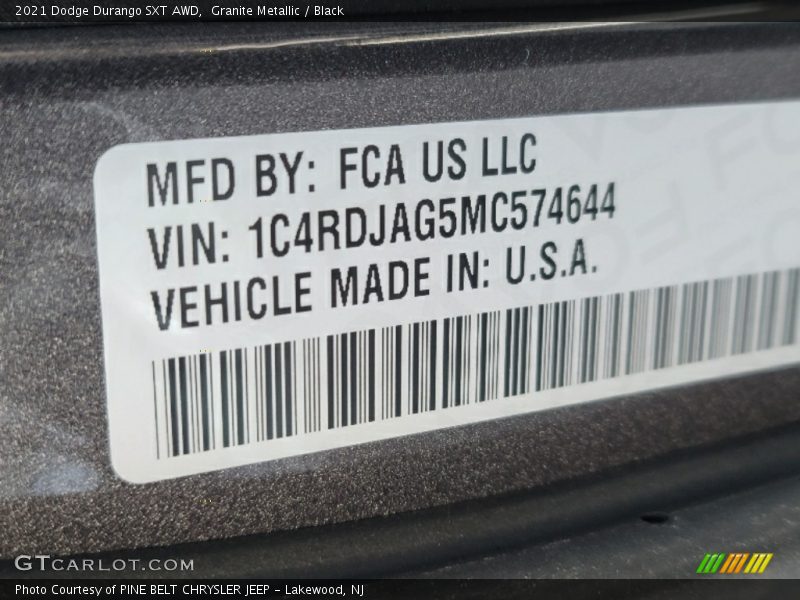 2021 Dodge Durango SXT AWD,  Granite Metallic / Black
MFD BY: FCA US LLC
VIN: 1C4RDJAG5MC574644
VEHICLE MADE IN: U.S.A.
GTCARLOT.COM
Photo Courtesy of PINE BELT CHRYSLER JEEP - Lakewood, NJ